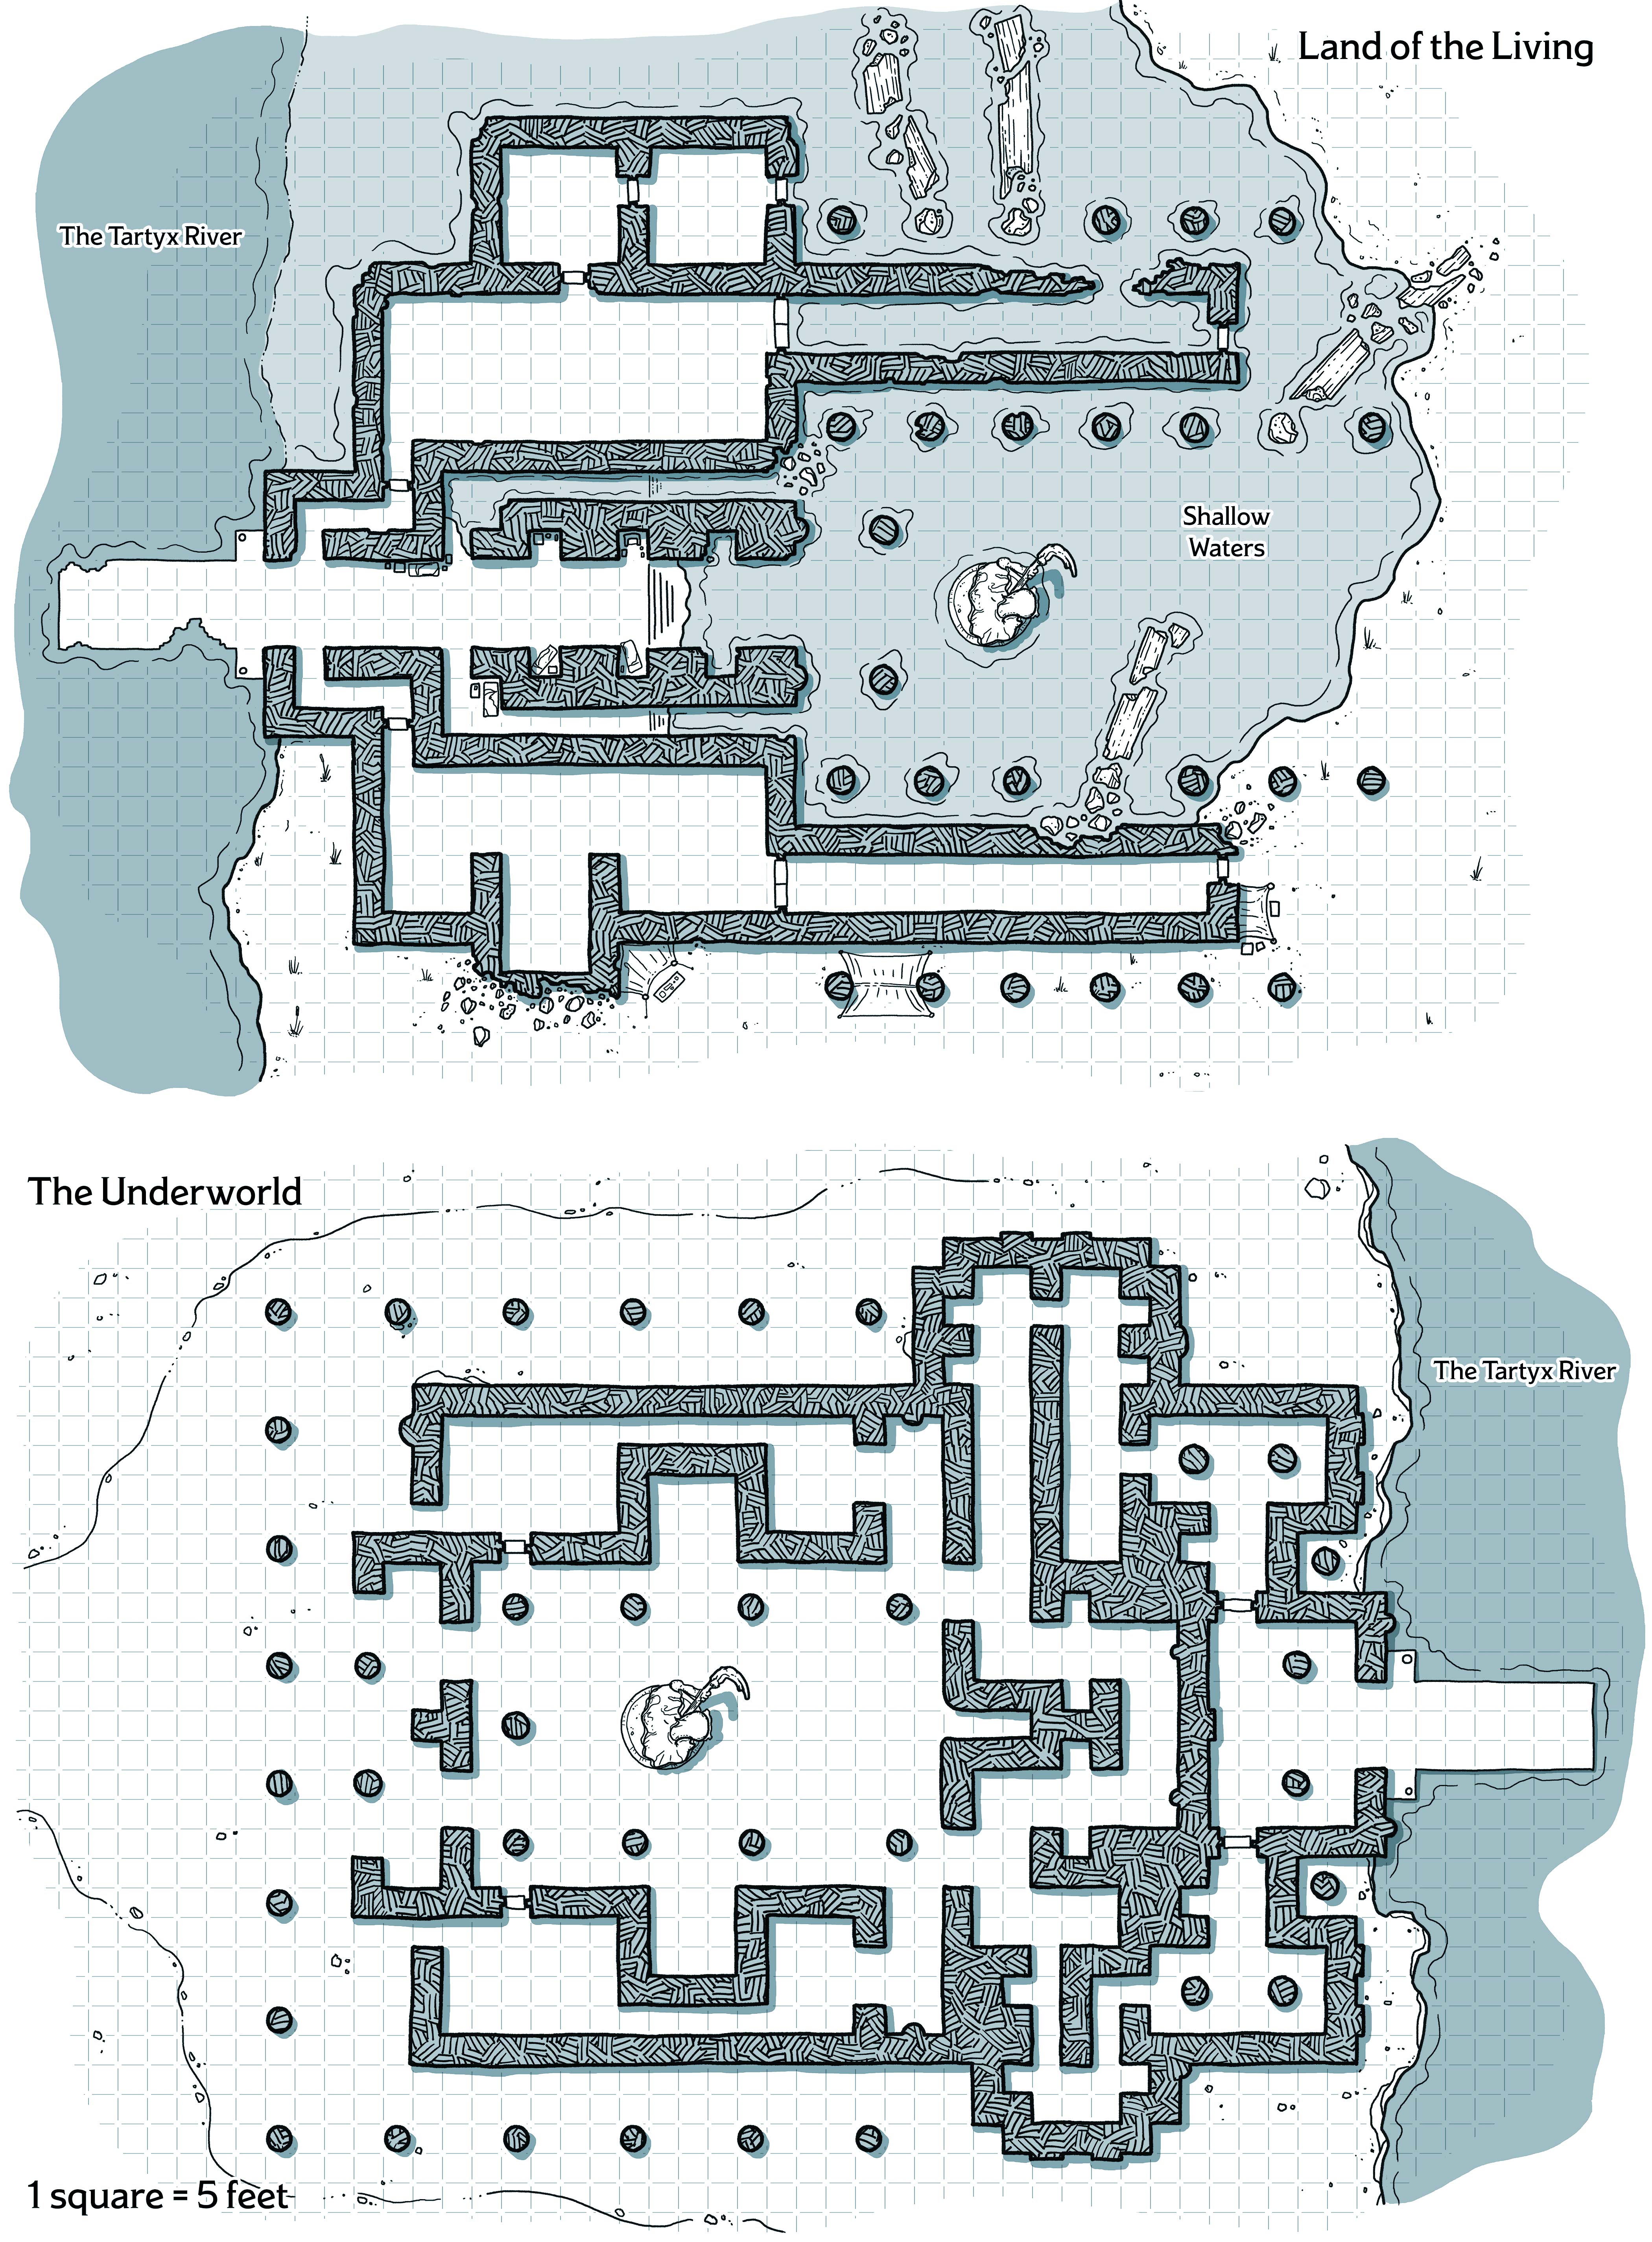 Land of the Living
The Tartyx River
Shallow
Waters
The Underworld
The Tartyx River
1 square = 5 feet